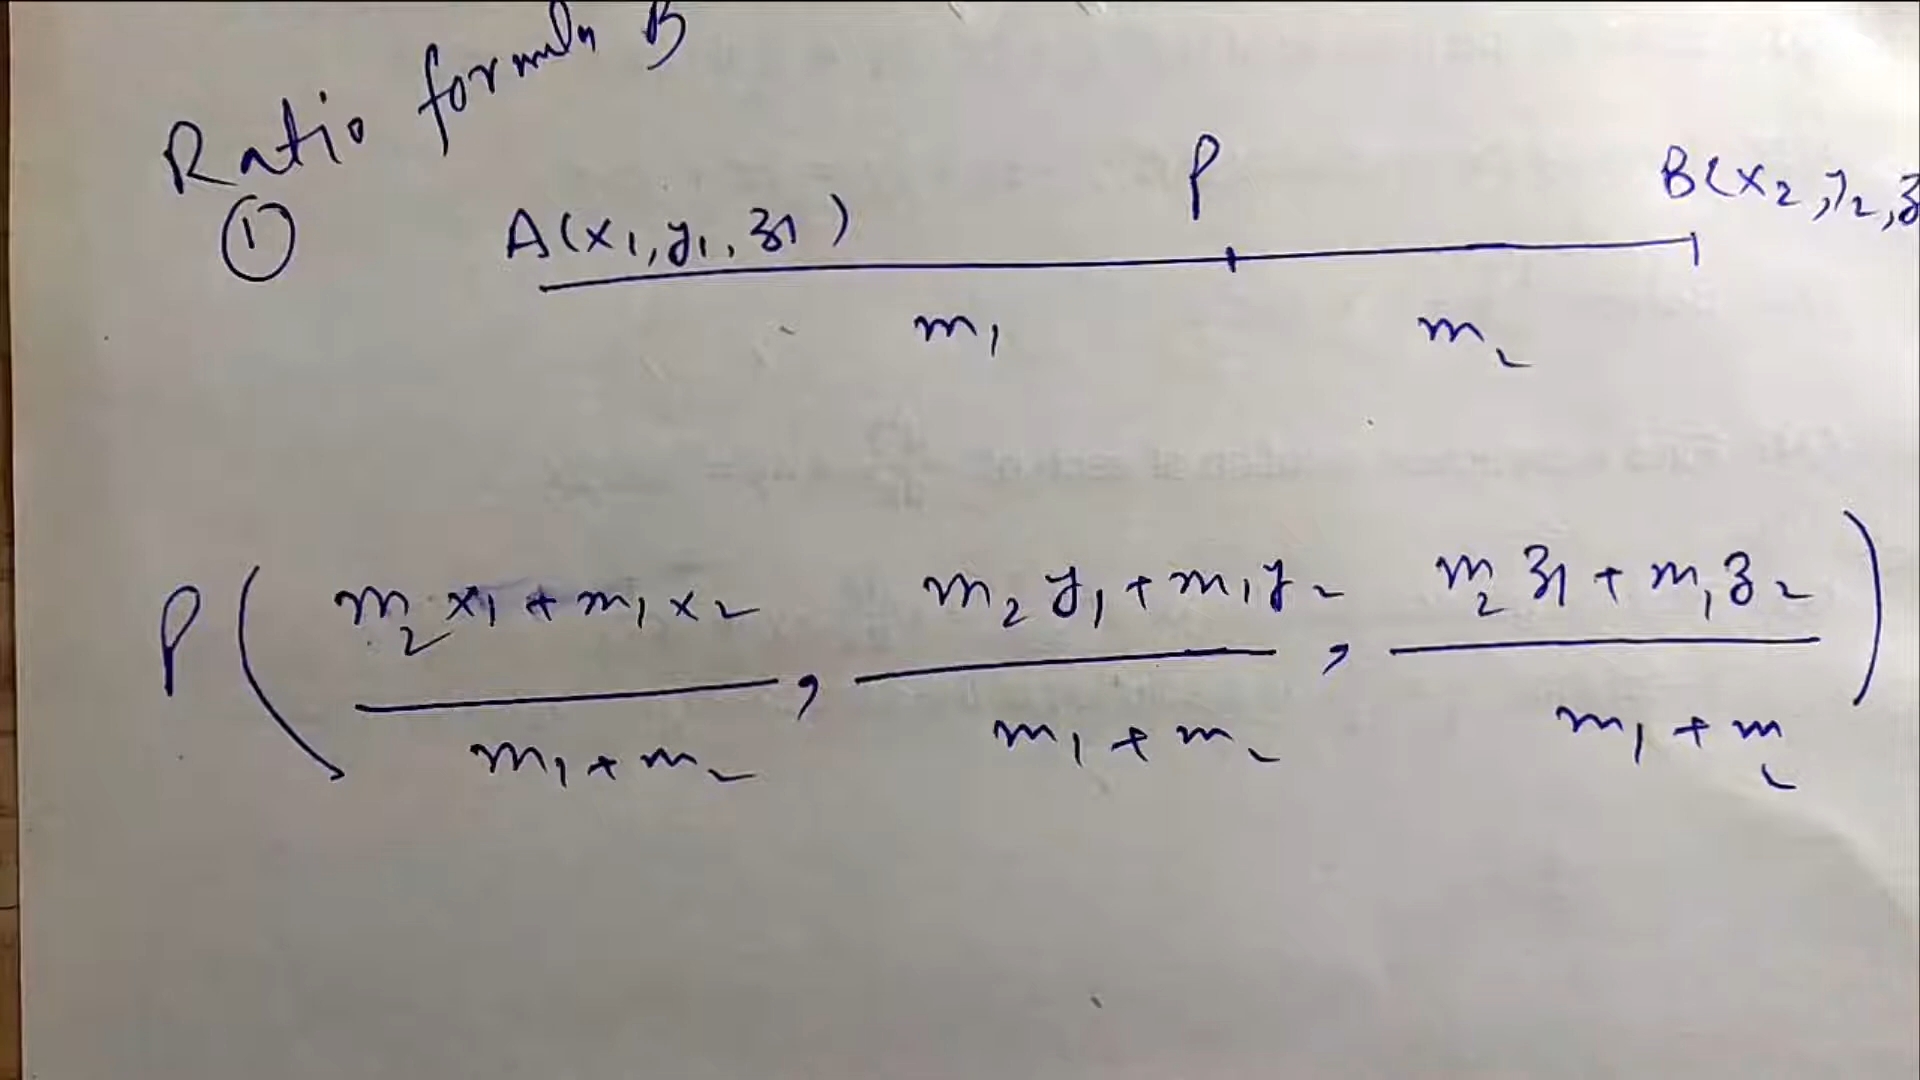 Ratio formula B
①
A(x₁, y₁, z₁) P B(x₂, y₂, z
m₁ m₂
P( (m₂x₁ + m₁x₂)/(m₁ + m₂) , (m₂y₁ + m₁y₂)/(m₁ + m₂) , (m₂z₁ + m₁z₂)/(m₁ + m₂) )